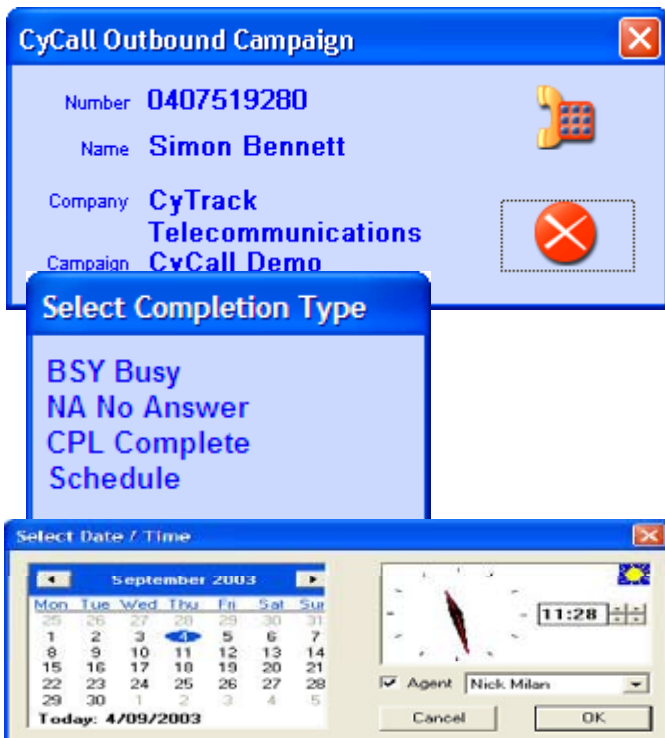 CyCall Outbound Campaign
Number 0407519280
Name Simon Bennett
Company CyTrack
Telecommunications
Campaign CyCall Demo
Select Completion Type
BSY Busy
NA No Answer
CPL Complete
Schedule
Select Date / Time
September 2003
Mon Tue Wed Thu Fri Sat Sun
25 26 27 28 29 30 31
1 2 3 4 5 6 7
8 9 10 11 12 13 14
15 16 17 18 19 20 21
22 23 24 25 26 27 28
29 30 1 2 3 4 5
Today: 4/09/2003
11:28
Agent Nick Milan
Cancel OK